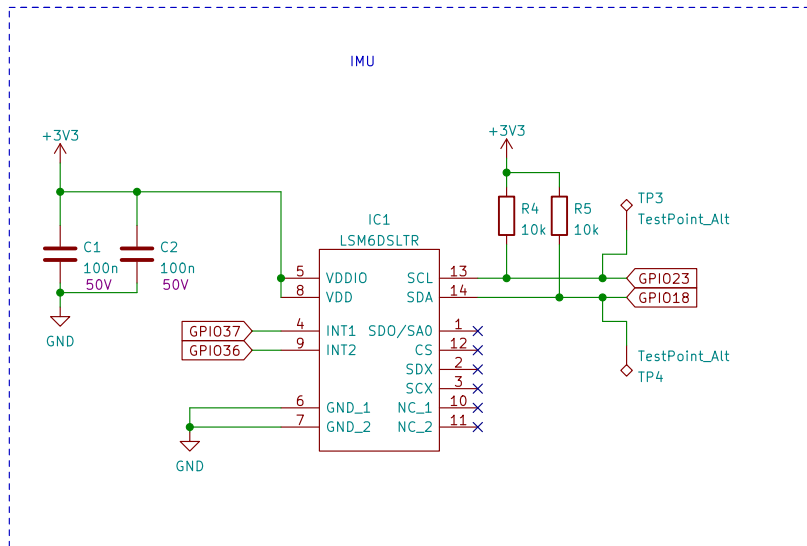 IMU
+3V3
+3V3
C1
100n
50V
C2
100n
50V
GND
R4
10k
R5
10k
TP3
TestPoint_Alt
IC1
LSM6DSLTR
5 VDDIO
8 VDD
4 INT1
9 INT2
6 GND_1
7 GND_2
SCL 13
SDA 14
SDO/SA0 1
CS 12
SDX 2
SCX 3
NC_1 10
NC_2 11
GPIO37
GPIO36
GPIO23
GPIO18
TestPoint_Alt
TP4
GND